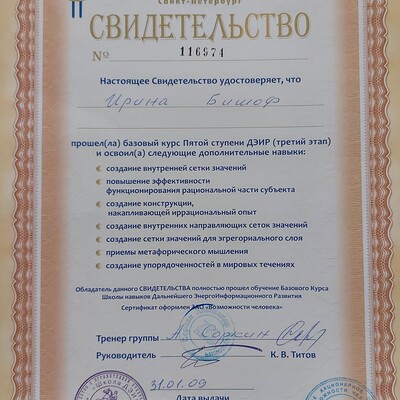 Санкт-Петербург
СВИДЕТЕЛЬСТВО
№ 116974
Настоящее Свидетельство удостоверяет, что
Ирина Бишоф
прошел(ла) базовый курс Пятой ступени ДЭИР (третий этап)
и освоил(а) следующие дополнительные навыки:
создание внутренней сетки значений
повышение эффективности
функционирования рациональной части субъекта
создание конструкции,
накапливающей иррациональный опыт
создание внутренних направляющих сеток значений
создание сетки значений для эгрегориального слоя
приемы метафорического мышления
создание упорядоченностей в мировых течениях
Обладатель данного СВИДЕТЕЛЬСТВА полностью прошел обучение Базового Курса
Школы навыков Дальнейшего ЭнергоИнформационного Развития
Сертификат оформлен ЗАО «Возможности человека»
Тренер группы А. Соркин
Руководитель К. В. Титов
31.01.09
Дата выдачи